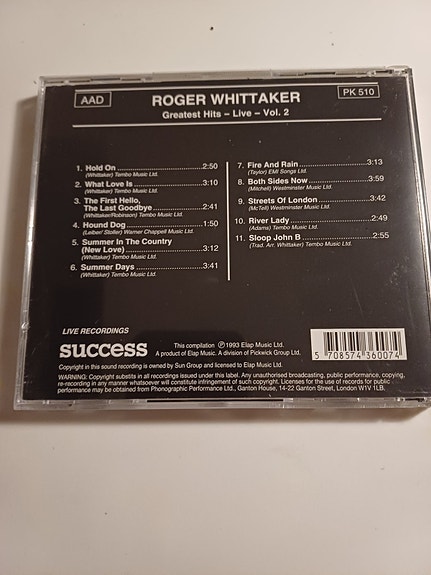 AAD
ROGER WHITTAKER
PK 510
Greatest Hits – Live – Vol. 2
1. Hold On 2:50
(Whittaker) Tembo Music Ltd.
2. What Love Is 3:10
(Whittaker) Tembo Music Ltd.
3. The First Hello,
The Last Goodbye 2:41
(Whittaker/Robinson) Tembo Music Ltd.
4. Hound Dog 1:50
(Leiber/ Stoller) Warner Chappell Music Ltd.
5. Summer In The Country
(New Love) 3:12
(Whittaker) Tembo Music Ltd.
6. Summer Days 3:41
(Whittaker) Tembo Music Ltd.
7. Fire And Rain 3:13
(Taylor) EMI Songs Ltd.
8. Both Sides Now 3:59
(Mitchell) Westminster Music Ltd.
9. Streets Of London 3:42
(McTell) Westminster Music Ltd.
10. River Lady 2:49
(Adams) Tembo Music Ltd.
11. Sloop John B 2:55
(Trad. Arr. Whittaker) Tembo Music Ltd.
LIVE RECORDINGS
success
This compilation ℗ 1993 Elap Music Ltd.
A product of Elap Music. A division of Pickwick Group Ltd.
5 708574 360074
Copyright in this sound recording is owned by Sun Group and licensed to Elap Music Ltd.
WARNING: Copyright substits in all recordings issued under this label. Any unauthorised broadcasting, public performance, copying,
re-recording in any manner whatsoever will constitute infringement of such copyright. Licenses for the use of records for public
performance may be obtained from Phonographic Performance Ltd., Ganton House, 14-22 Ganton Street, London W1V 1LB.